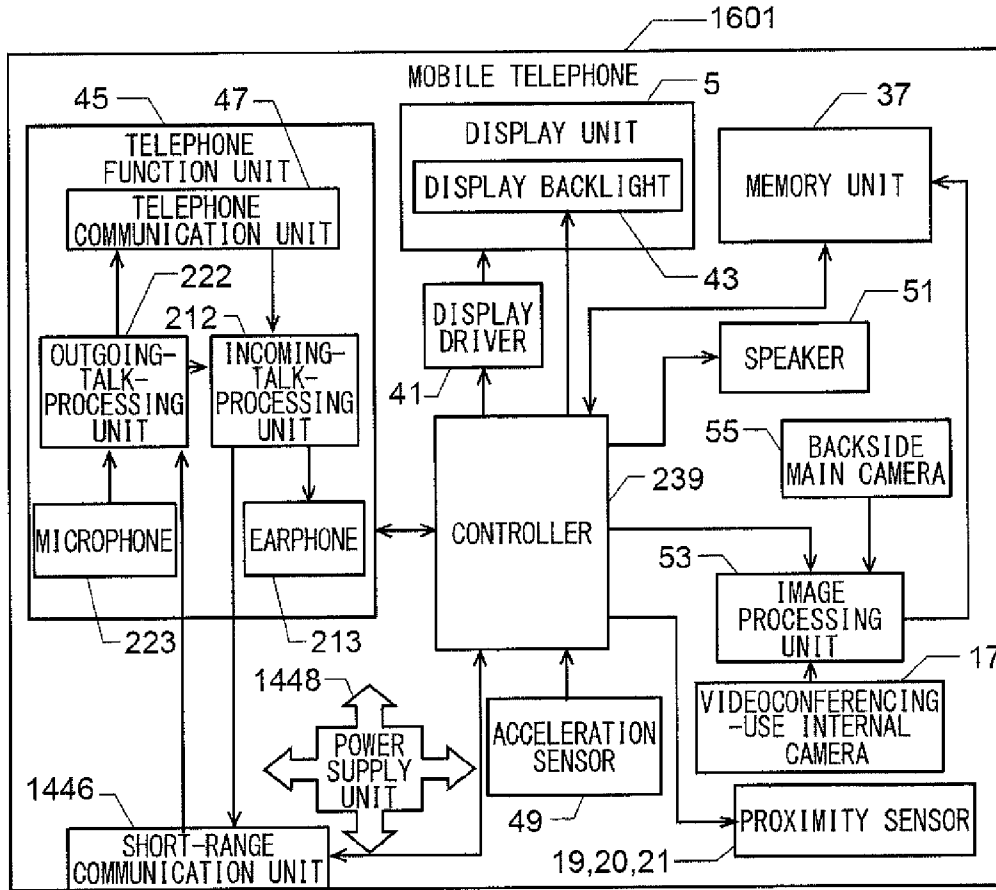 1601
MOBILE TELEPHONE
45
47
5
37
TELEPHONE
FUNCTION UNIT
TELEPHONE
COMMUNICATION UNIT
DISPLAY UNIT
DISPLAY BACKLIGHT
MEMORY UNIT
222
212
43
51
OUTGOING-
TALK-
PROCESSING
UNIT
INCOMING-
TALK-
PROCESSING
UNIT
DISPLAY
DRIVER
41
SPEAKER
55
BACKSIDE
MAIN CAMERA
239
MICROPHONE
EARPHONE
CONTROLLER
53
IMAGE
PROCESSING
UNIT
223
213
17
1448
POWER
SUPPLY
UNIT
ACCELERATION
SENSOR
VIDEOCONFERENCING
-USE INTERNAL
CAMERA
1446
49
SHORT-RANGE
COMMUNICATION UNIT
PROXIMITY SENSOR
19,20,21